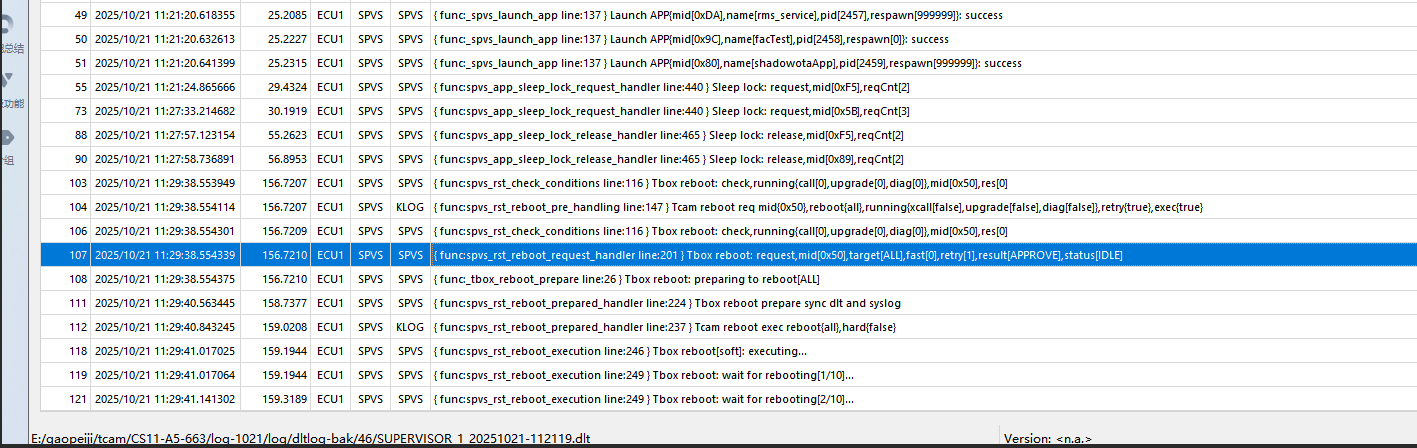 49 2025/10/21 11:21:20.618355 25.2085 ECU1 SPVS SPVS { func:_spvs_launch_app line:137 } Launch APP{mid[0xDA],name[rms_service],pid[2457],respawn[999999]}: success
50 2025/10/21 11:21:20.632613 25.2227 ECU1 SPVS SPVS { func:_spvs_launch_app line:137 } Launch APP{mid[0x9C],name[facTest],pid[2458],respawn[0]}: success
总结
51 2025/10/21 11:21:20.641399 25.2315 ECU1 SPVS SPVS { func:_spvs_launch_app line:137 } Launch APP{mid[0x80],name[shadowotaApp],pid[2459],respawn[999999]}: success
55 2025/10/21 11:21:24.865666 29.4324 ECU1 SPVS SPVS { func:spvs_app_sleep_lock_request_handler line:440 } Sleep lock: request,mid[0xF5],reqCnt[2]
功能
73 2025/10/21 11:27:33.214682 30.1919 ECU1 SPVS SPVS { func:spvs_app_sleep_lock_request_handler line:440 } Sleep lock: request,mid[0x5B],reqCnt[3]
88 2025/10/21 11:27:57.123154 55.2623 ECU1 SPVS SPVS { func:spvs_app_sleep_lock_release_handler line:465 } Sleep lock: release,mid[0xF5],reqCnt[2]
90 2025/10/21 11:27:58.736891 56.8953 ECU1 SPVS SPVS { func:spvs_app_sleep_lock_release_handler line:465 } Sleep lock: release,mid[0x89],reqCnt[2]
组
103 2025/10/21 11:29:38.553949 156.7207 ECU1 SPVS SPVS { func:spvs_rst_check_conditions line:116 } Tbox reboot: check,running{call[0],upgrade[0],diag[0]},mid[0x50],res[0]
104 2025/10/21 11:29:38.554114 156.7207 ECU1 SPVS KLOG { func:spvs_rst_reboot_pre_handling line:147 } Tcam reboot req mid{0x50},reboot{all},running{xcall[false],upgrade[false],diag[false]},retry{true},exec{true}
106 2025/10/21 11:29:38.554301 156.7209 ECU1 SPVS SPVS { func:spvs_rst_check_conditions line:116 } Tbox reboot: check,running{call[0],upgrade[0],diag[0]},mid[0x50],res[0]
107 2025/10/21 11:29:38.554339 156.7210 ECU1 SPVS SPVS { func:spvs_rst_reboot_request_handler line:201 } Tbox reboot: request,mid[0x50],target[ALL],fast[0],retry[1],result[APPROVE],status[IDLE]
108 2025/10/21 11:29:38.554375 156.7210 ECU1 SPVS SPVS { func:_tbox_reboot_prepare line:26 } Tbox reboot: preparing to reboot[ALL]
111 2025/10/21 11:29:40.563445 158.7377 ECU1 SPVS SPVS { func:spvs_rst_reboot_prepared_handler line:224 } Tbox reboot prepare sync dlt and syslog
112 2025/10/21 11:29:40.843245 159.0208 ECU1 SPVS KLOG { func:spvs_rst_reboot_prepared_handler line:237 } Tcam reboot exec reboot{all},hard{false}
118 2025/10/21 11:29:41.017025 159.1944 ECU1 SPVS SPVS { func:spvs_rst_reboot_execution line:246 } Tbox reboot[soft]: executing...
119 2025/10/21 11:29:41.017064 159.1944 ECU1 SPVS SPVS { func:spvs_rst_reboot_execution line:249 } Tbox reboot: wait for rebooting[1/10]...
121 2025/10/21 11:29:41.141302 159.3189 ECU1 SPVS SPVS { func:spvs_rst_reboot_execution line:249 } Tbox reboot: wait for rebooting[2/10]...
E:/gaopeiji/tcam/CS11-A5-663/log-1021/log/dltlog-bak/46/SUPERVISOR_1_20251021-112119.dlt Version: <n.a.>